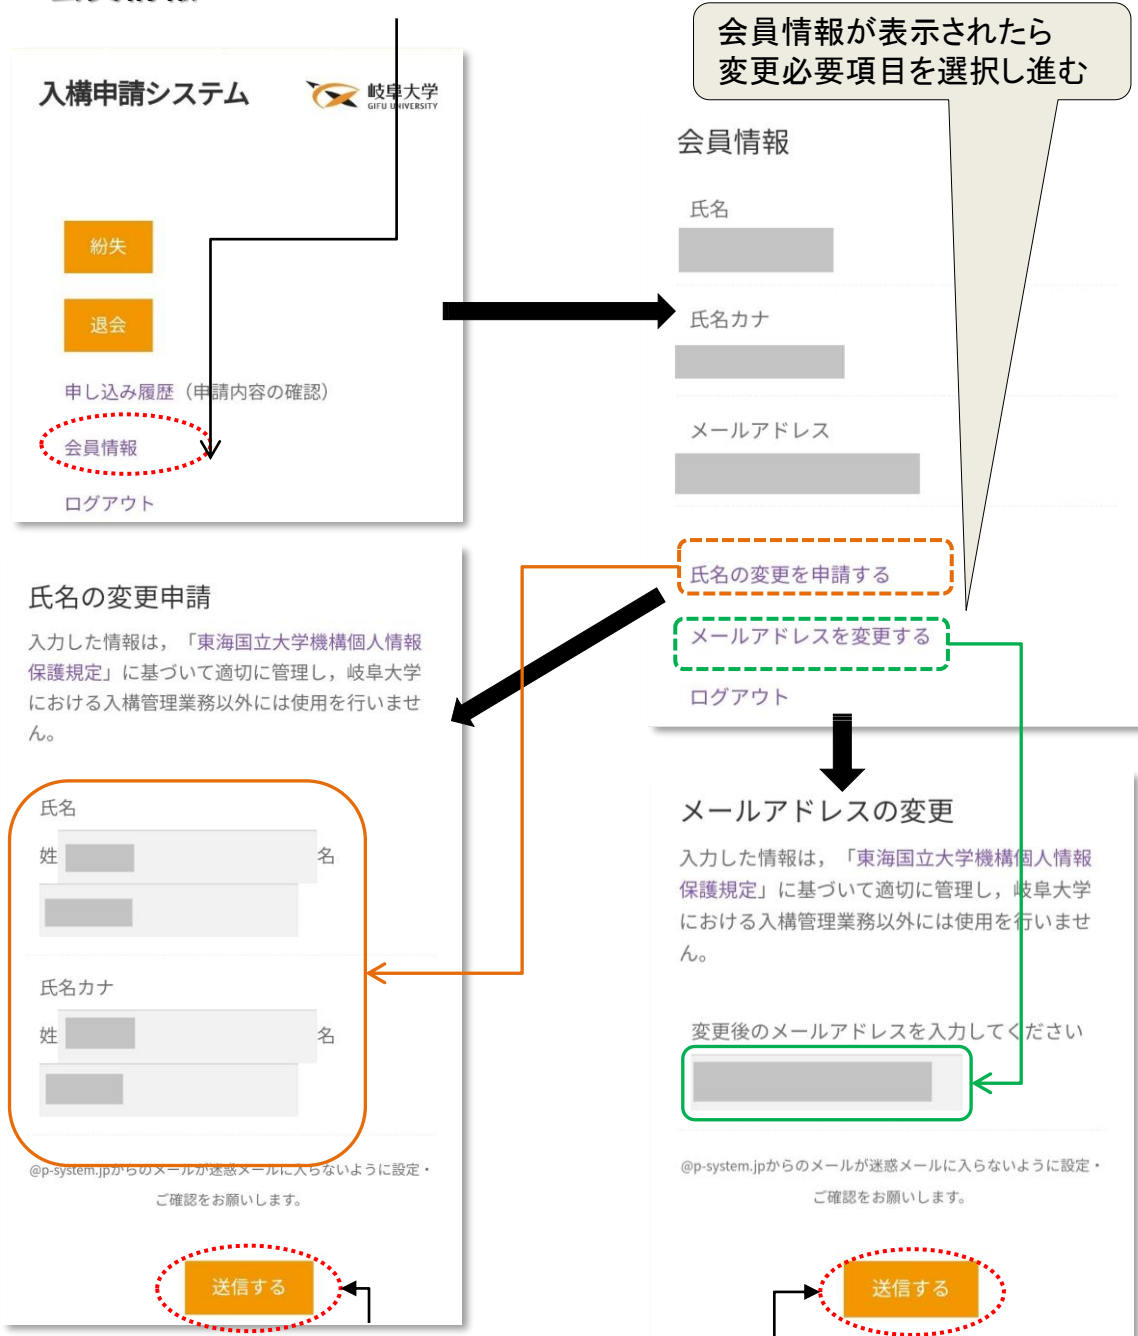 会員情報が表示されたら
変更必要項目を選択し進む
入構申請システム
岐阜大学
GIFU UNIVERSITY
紛失
退会
申し込み履歴（申請内容の確認）
会員情報
ログアウト
会員情報
氏名
氏名カナ
メールアドレス
氏名の変更を申請する
メールアドレスを変更する
ログアウト
氏名の変更申請
入力した情報は，「東海国立大学機構個人情報
保護規定」に基づいて適切に管理し，岐阜大学
における入構管理業務以外には使用を行いませ
ん。
氏名
姓 名
氏名カナ
姓 名
@p-system.jpからのメールが迷惑メールに入らないように設定・
ご確認をお願いします。
送信する
メールアドレスの変更
入力した情報は，「東海国立大学機構個人情報
保護規定」に基づいて適切に管理し，岐阜大学
における入構管理業務以外には使用を行いませ
ん。
変更後のメールアドレスを入力してください
@p-system.jpからのメールが迷惑メールに入らないように設定・
ご確認をお願いします。
送信する